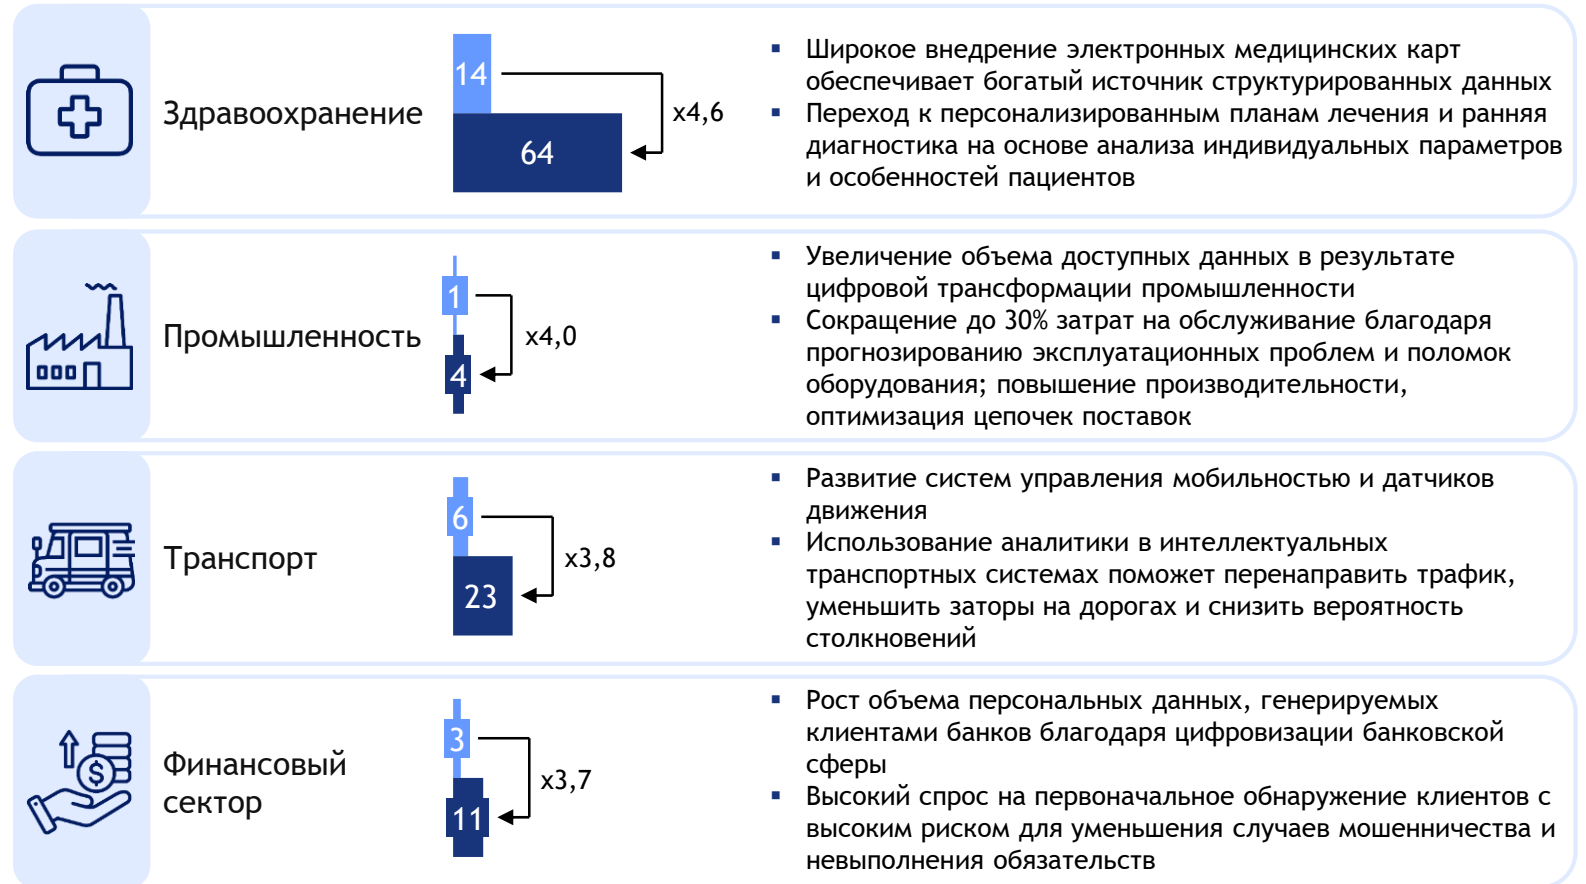 Здравоохранение
14
64
x4,6
▪ Широкое внедрение электронных медицинских карт
обеспечивает богатый источник структурированных данных
▪ Переход к персонализированным планам лечения и ранняя
диагностика на основе анализа индивидуальных параметров
и особенностей пациентов
Промышленность
1
4
x4,0
▪ Увеличение объема доступных данных в результате
цифровой трансформации промышленности
▪ Сокращение до 30% затрат на обслуживание благодаря
прогнозированию эксплуатационных проблем и поломок
оборудования; повышение производительности,
оптимизация цепочек поставок
Транспорт
6
23
x3,8
▪ Развитие систем управления мобильностью и датчиков
движения
▪ Использование аналитики в интеллектуальных
транспортных системах поможет перенаправить трафик,
уменьшить заторы на дорогах и снизить вероятность
столкновений
$
Финансовый
сектор
3
11
x3,7
▪ Рост объема персональных данных, генерируемых
клиентами банков благодаря цифровизации банковской
сферы
▪ Высокий спрос на первоначальное обнаружение клиентов с
высоким риском для уменьшения случаев мошенничества и
невыполнения обязательств